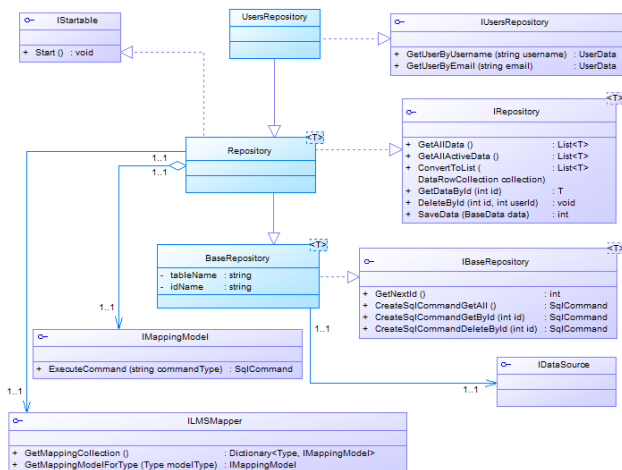 UsersRepository
IStartable
+ Start () : void
IUsersRepository
+ GetUserByUsername (string username) : UserData
+ GetUserByEmail (string email) : UserData
<T>
IRepository
+ GetAllData () : List<T>
+ GetAllActiveData () : List<T>
+ ConvertToList ( : List<T>
DataRowCollection collection)
+ GetDataById (int id) : T
+ DeleteById (int id, int userId) : void
+ SaveData (BaseData data) : int
<T>
Repository
1..1
1..1
<T>
BaseRepository
- tableName : string
- idName : string
<T>
IBaseRepository
+ GetNextId () : int
+ CreateSqlCommandGetAll () : SqlCommand
+ CreateSqlCommandGetById (int id) : SqlCommand
+ CreateSqlCommandDeleteById (int id) : SqlCommand
1..1
1..1
IMappingModel
+ ExecuteCommand (string commandType) : SqlCommand
IDataSource
1..1
1..1
ILMSMapper
+ GetMappingCollection () : Dictionary<Type, IMappingModel>
+ GetMappingModelForType (Type modelType) : IMappingModel